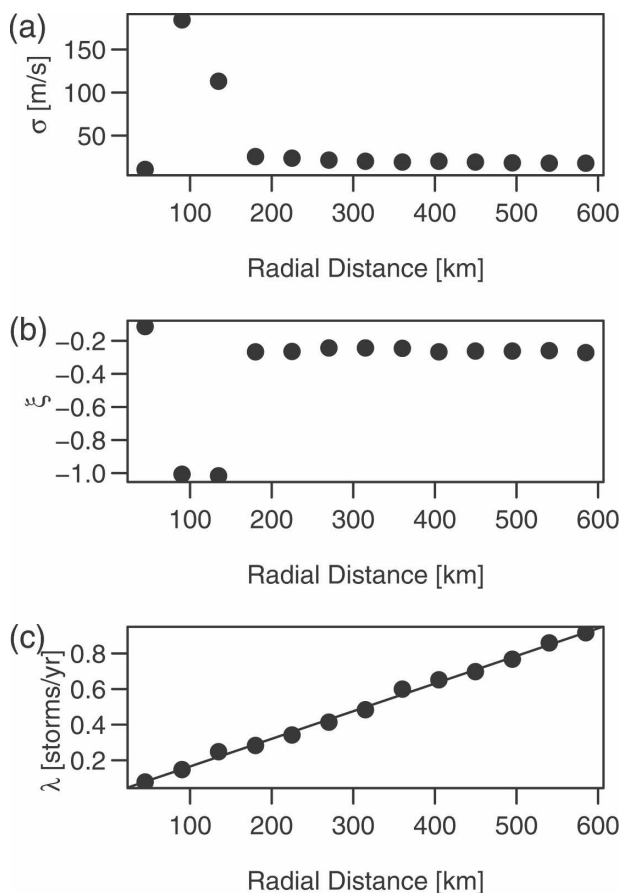 (a)
σ [m/s]
150
100
50
100 200 300 400 500 600
Radial Distance [km]
(b)
ξ
−0.2
−0.4
−0.6
−0.8
−1.0
100 200 300 400 500 600
Radial Distance [km]
(c)
λ [storms/yr]
0.8
0.6
0.4
0.2
100 200 300 400 500 600
Radial Distance [km]